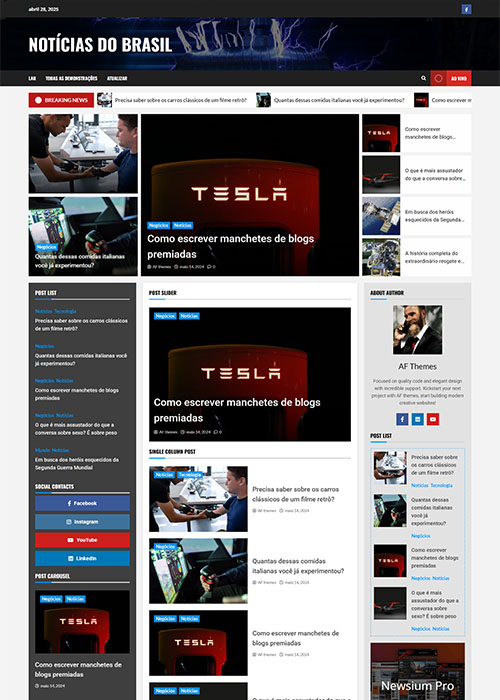 abril 28, 2025
NOTÍCIAS DO BRASIL
LAR TODAS AS DEMONSTRAÇÕES ATUALIZAR
AO VIVO
BREAKING NEWS
Precisa saber sobre os carros clássicos de um filme retrô?
Quantas dessas comidas italianas você já experimentou?
Como escrever m
Negócios
Quantas dessas comidas italianas
você já experimentou?
TESLA
Negócios Notícias
Como escrever manchetes de blogs
premiadas
AF themes maio 14, 2024 0
Como escrever
manchetes de blogs...
O que é mais assustador
do que a conversa sobre...
Em busca dos heróis
esquecidos da Segunda...
A história completa do
extraordinário resgate e...
POST LIST
Notícias Tecnologia
Precisa saber sobre os carros clássicos
de um filme retrô?
Negócios
Quantas dessas comidas italianas você
já experimentou?
Negócios Notícias
Como escrever manchetes de blogs
premiadas
Negócios Notícias
O que é mais assustador do que a
conversa sobre sexo? É sobre peso
Mundo Notícias
Em busca dos heróis esquecidos da
Segunda Guerra Mundial
SOCIAL CONTACTS
Facebook
Instagram
YouTube
Linkedin
POST CAROUSEL
Negócios Notícias
TESLA
Como escrever manchetes de
blogs premiadas
maio 14, 2024
POST SLIDER
Negócios Notícias
TESLA
Como escrever manchetes de blogs
premiadas
AF themes maio 14, 2024 0
SINGLE COLUMN POST
Notícias Tecnologia
Precisa saber sobre os carros
clássicos de um filme retrô?
AF themes maio 14, 2024
Negócios
Quantas dessas comidas
italianas você já experimentou?
AF themes maio 14, 2024
Negócios Notícias
TESLA
Como escrever manchetes de
blogs premiadas
AF themes maio 14, 2024
Negócios Notícias
O que é mais assustador do que
ABOUT AUTHOR
AF Themes
Focused on quality code and elegant design
with incredible support. Kickstart your next
project with AF themes, start building modern
creative websites!
POST LIST
Precisa saber sobre
os carros clássicos
de um filme retrô?
Notícias Tecnologia
Quantas dessas
comidas italianas
você já
experimentou?
Negócios
Como escrever
manchetes de blogs
premiadas
Negócios Notícias
O que é mais
assustador do que a
conversa sobre
sexo? É sobre peso
Negócios Notícias
Newsium Pro